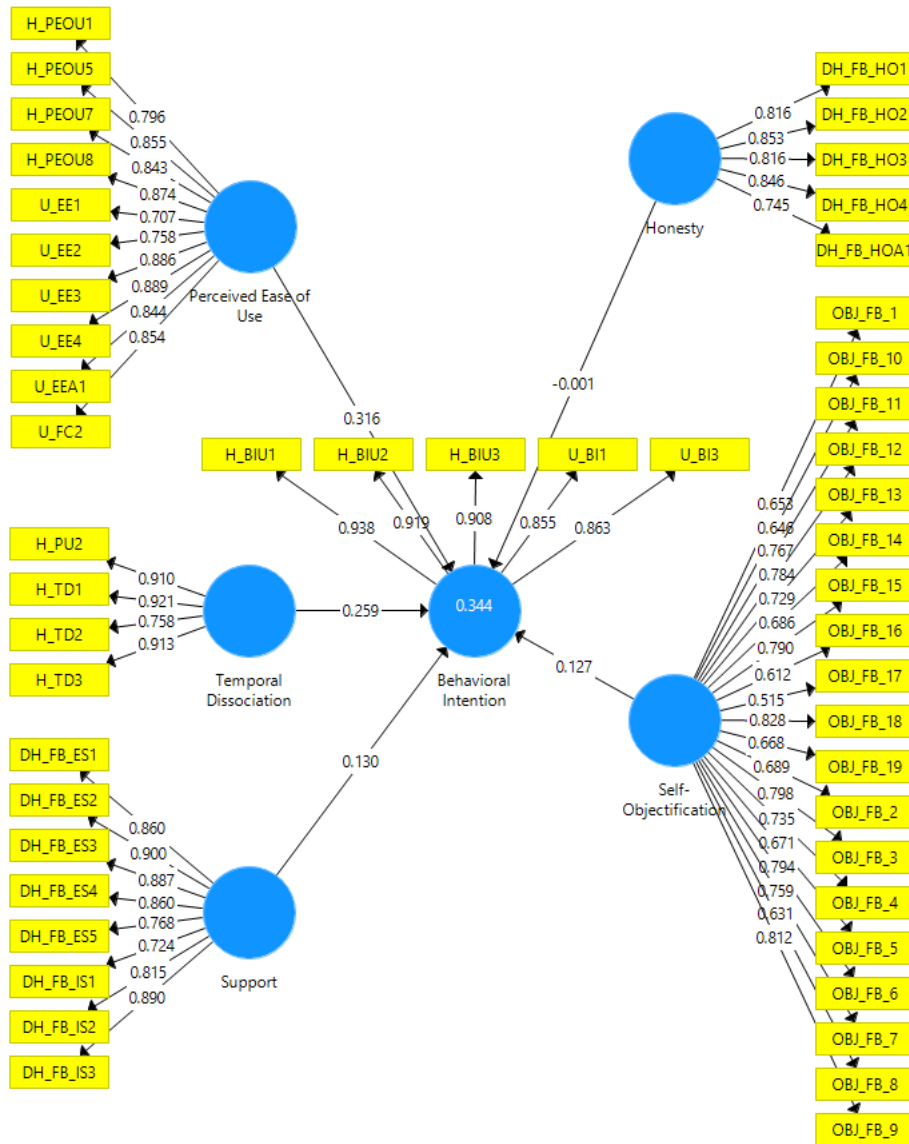 H_PEOU1
H_PEOU5
H_PEOU7
H_PEOU8
U_EE1
U_EE2
U_EE3
U_EE4
U_EEA1
U_FC2
0.796
0.855
0.843
0.874
0.707
0.758
0.886
0.889
0.844
0.854
Perceived Ease of
Use
DH_FB_HO1
DH_FB_HO2
DH_FB_HO3
DH_FB_HO4
DH_FB_HOA1
0.816
0.853
0.816
0.846
0.745
Honesty
0.316
-0.001
H_BIU1
H_BIU2
H_BIU3
U_BI1
U_BI3
0.938
0.919
0.908
0.855
0.863
H_PU2
H_TD1
H_TD2
H_TD3
0.910
0.921
0.758
0.913
Temporal
Dissociation
0.259
0.344
Behavioral
Intention
0.127
0.130
DH_FB_ES1
DH_FB_ES2
DH_FB_ES3
DH_FB_ES4
DH_FB_ES5
DH_FB_IS1
DH_FB_IS2
DH_FB_IS3
0.860
0.900
0.887
0.860
0.768
0.724
0.815
0.890
Support
OBJ_FB_1
OBJ_FB_10
OBJ_FB_11
OBJ_FB_12
OBJ_FB_13
OBJ_FB_14
OBJ_FB_15
OBJ_FB_16
OBJ_FB_17
OBJ_FB_18
OBJ_FB_19
OBJ_FB_2
OBJ_FB_3
OBJ_FB_4
OBJ_FB_5
OBJ_FB_6
OBJ_FB_7
OBJ_FB_8
OBJ_FB_9
0.653
0.646
0.767
0.784
0.729
0.686
0.790
0.612
0.515
0.828
0.668
0.689
0.798
0.735
0.671
0.794
0.759
0.631
0.812
Self-
Objectification